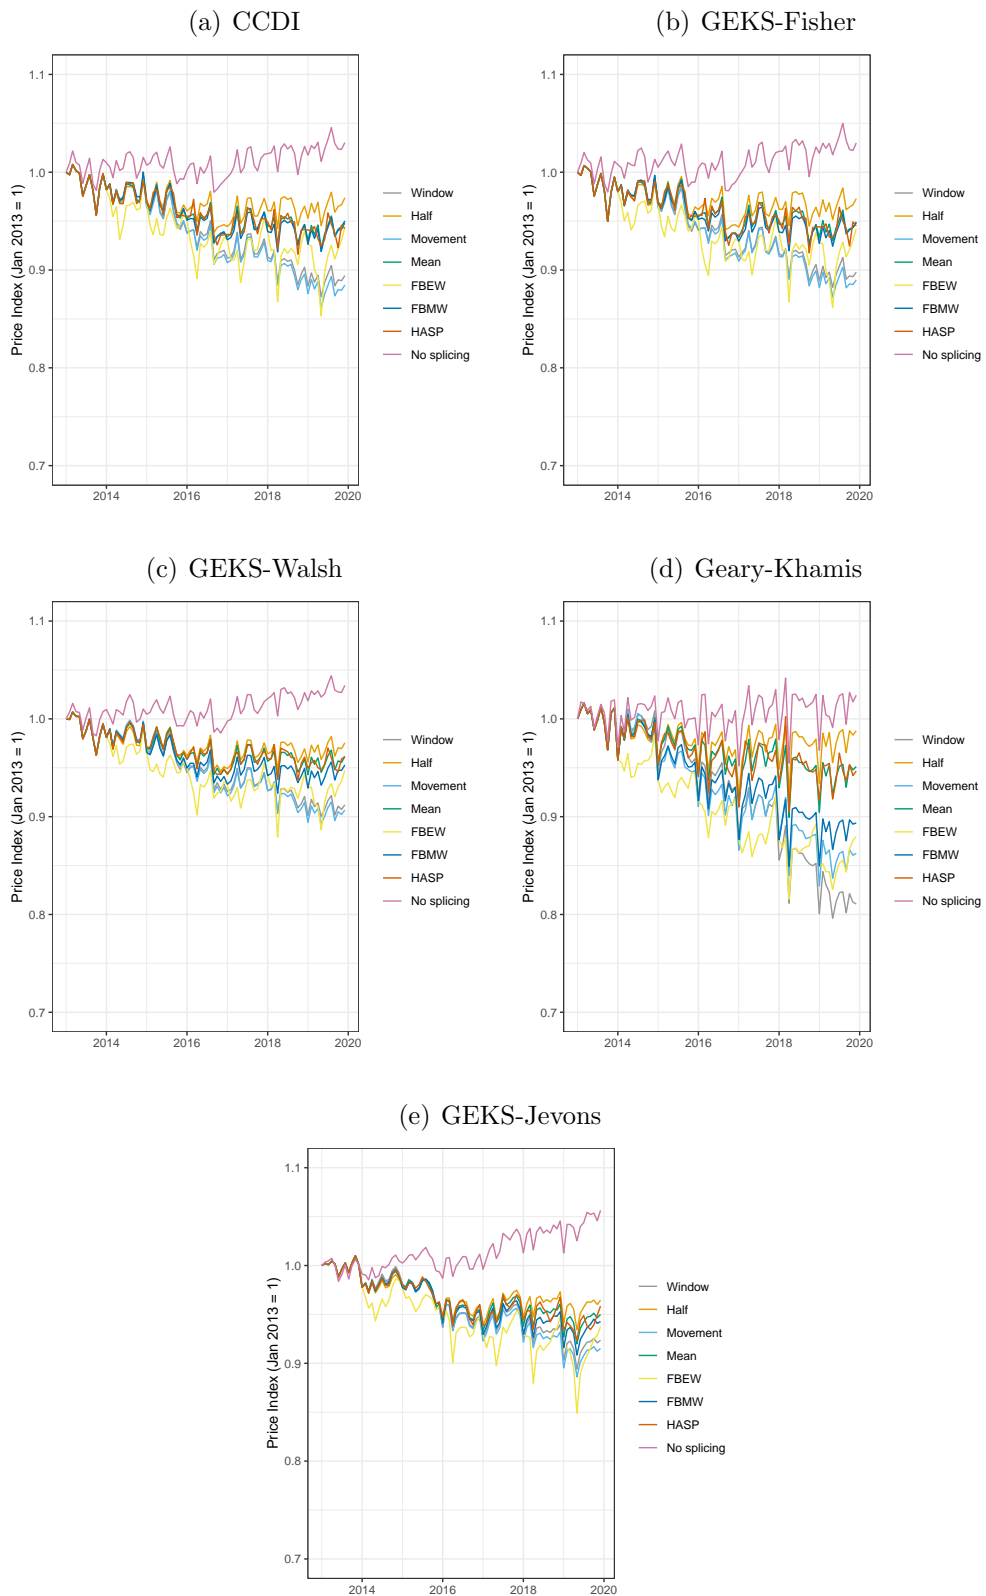 (a) CCDI
Price Index (Jan 2013 = 1)
1.1
1.0
0.9
0.8
0.7
2014
2016
2018
2020
Window
Half
Movement
Mean
FBEW
FBMW
HASP
No splicing
(b) GEKS-Fisher
Price Index (Jan 2013 = 1)
1.1
1.0
0.9
0.8
0.7
2014
2016
2018
2020
Window
Half
Movement
Mean
FBEW
FBMW
HASP
No splicing
(c) GEKS-Walsh
Price Index (Jan 2013 = 1)
1.1
1.0
0.9
0.8
0.7
2014
2016
2018
2020
Window
Half
Movement
Mean
FBEW
FBMW
HASP
No splicing
(d) Geary-Khamis
Price Index (Jan 2013 = 1)
1.1
1.0
0.9
0.8
0.7
2014
2016
2018
2020
Window
Half
Movement
Mean
FBEW
FBMW
HASP
No splicing
(e) GEKS-Jevons
Price Index (Jan 2013 = 1)
1.1
1.0
0.9
0.8
0.7
2014
2016
2018
2020
Window
Half
Movement
Mean
FBEW
FBMW
HASP
No splicing